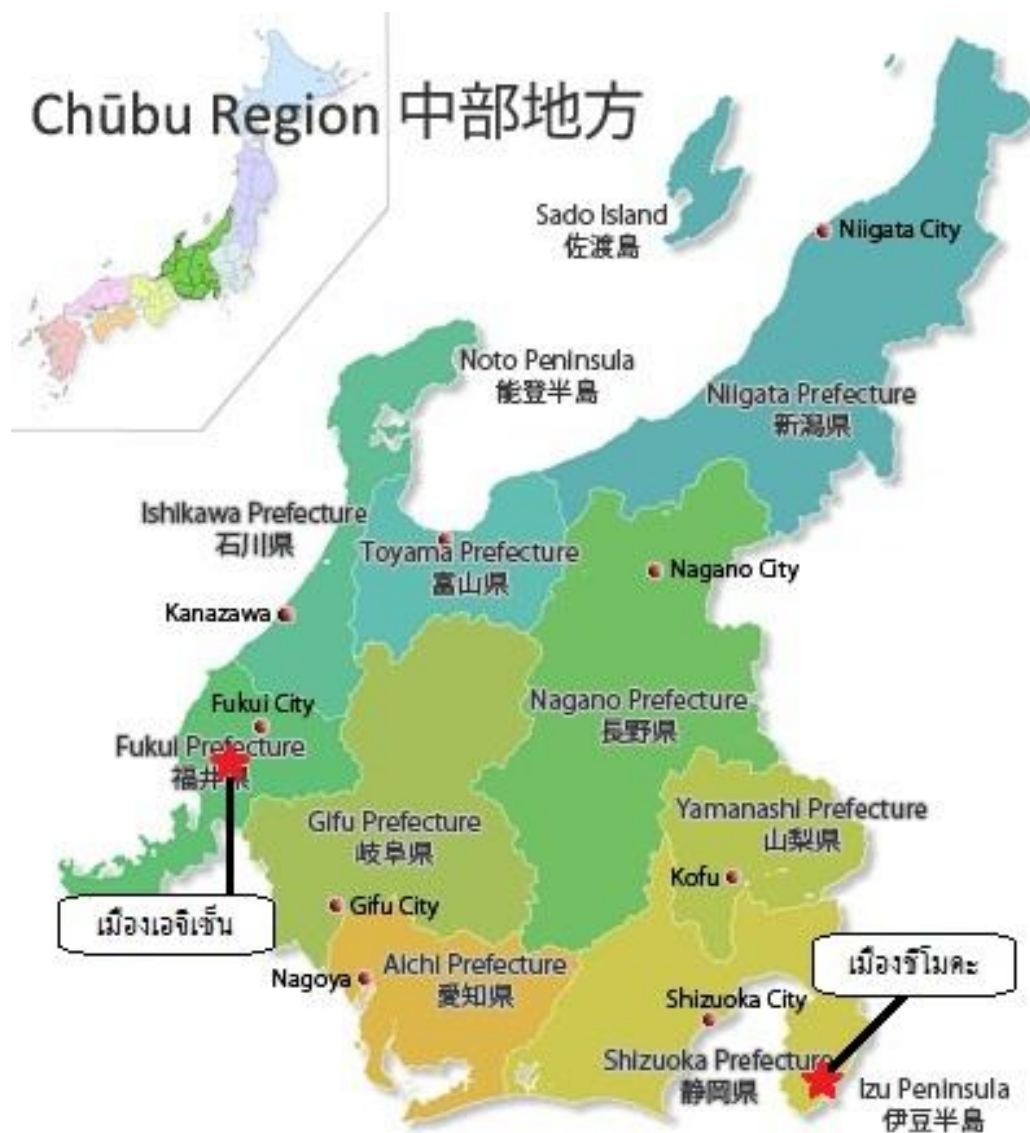 Chūbu Region 中部地方
Sado Island
佐渡島
Niigata City
Noto Peninsula
能登半島
Niigata Prefecture
新潟県
Ishikawa Prefecture
石川県
Toyama Prefecture
富山県
Nagano City
Kanazawa
Fukui City
Nagano Prefecture
長野県
Fukui Prefecture
福井県
Yamanashi Prefecture
山梨県
Gifu Prefecture
岐阜県
Kofu
Gifu City
เมืองเอจิเซ็น
เมืองชิโมดะ
Aichi Prefecture
愛知県
Nagoya
Shizuoka City
Shizuoka Prefecture
静岡県
Izu Peninsula
伊豆半島